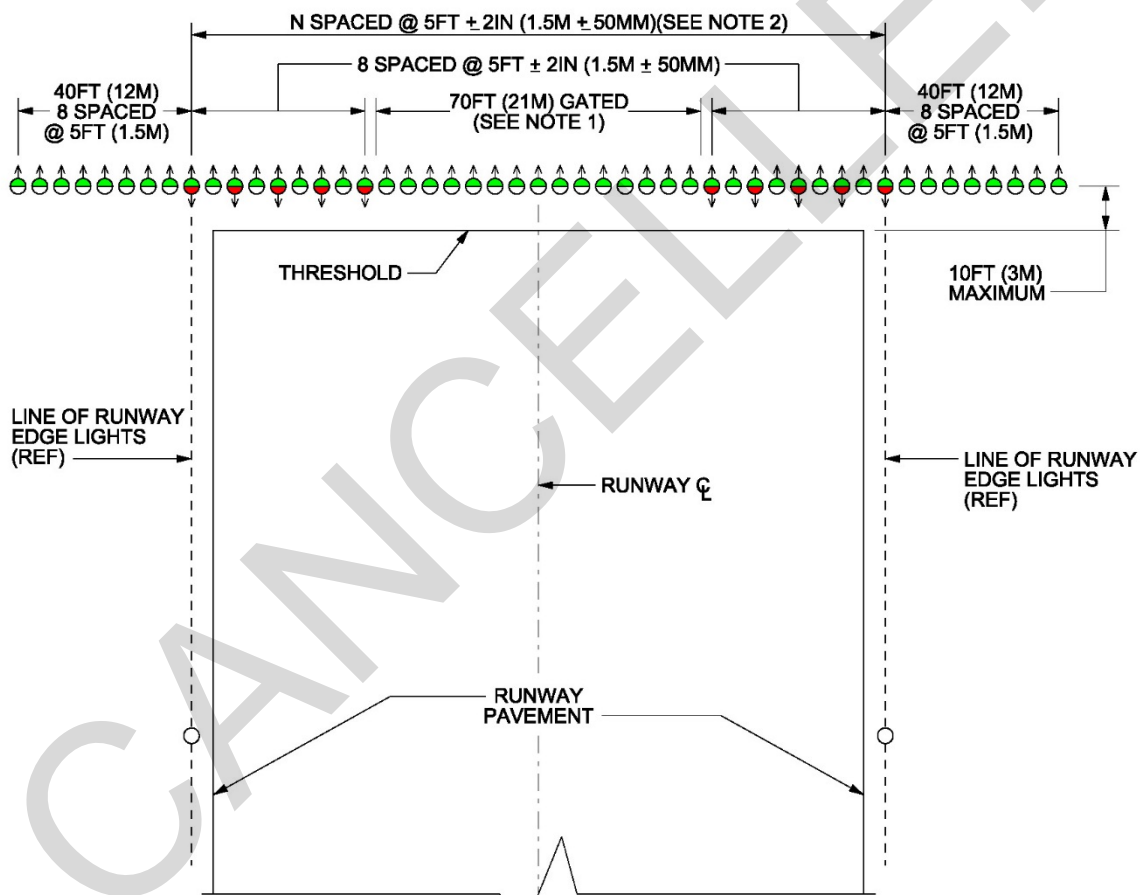 N SPACED @ 5FT ± 2IN (1.5M ± 50MM)(SEE NOTE 2)
8 SPACED @ 5FT ± 2IN (1.5M ± 50MM)
40FT (12M)
8 SPACED
@ 5FT (1.5M)
70FT (21M) GATED
(SEE NOTE 1)
40FT (12M)
8 SPACED
@ 5FT (1.5M)
THRESHOLD
10FT (3M)
MAXIMUM
LINE OF RUNWAY
EDGE LIGHTS
(REF)
RUNWAY ℄
LINE OF RUNWAY
EDGE LIGHTS
(REF)
RUNWAY
PAVEMENT
CANCELLE